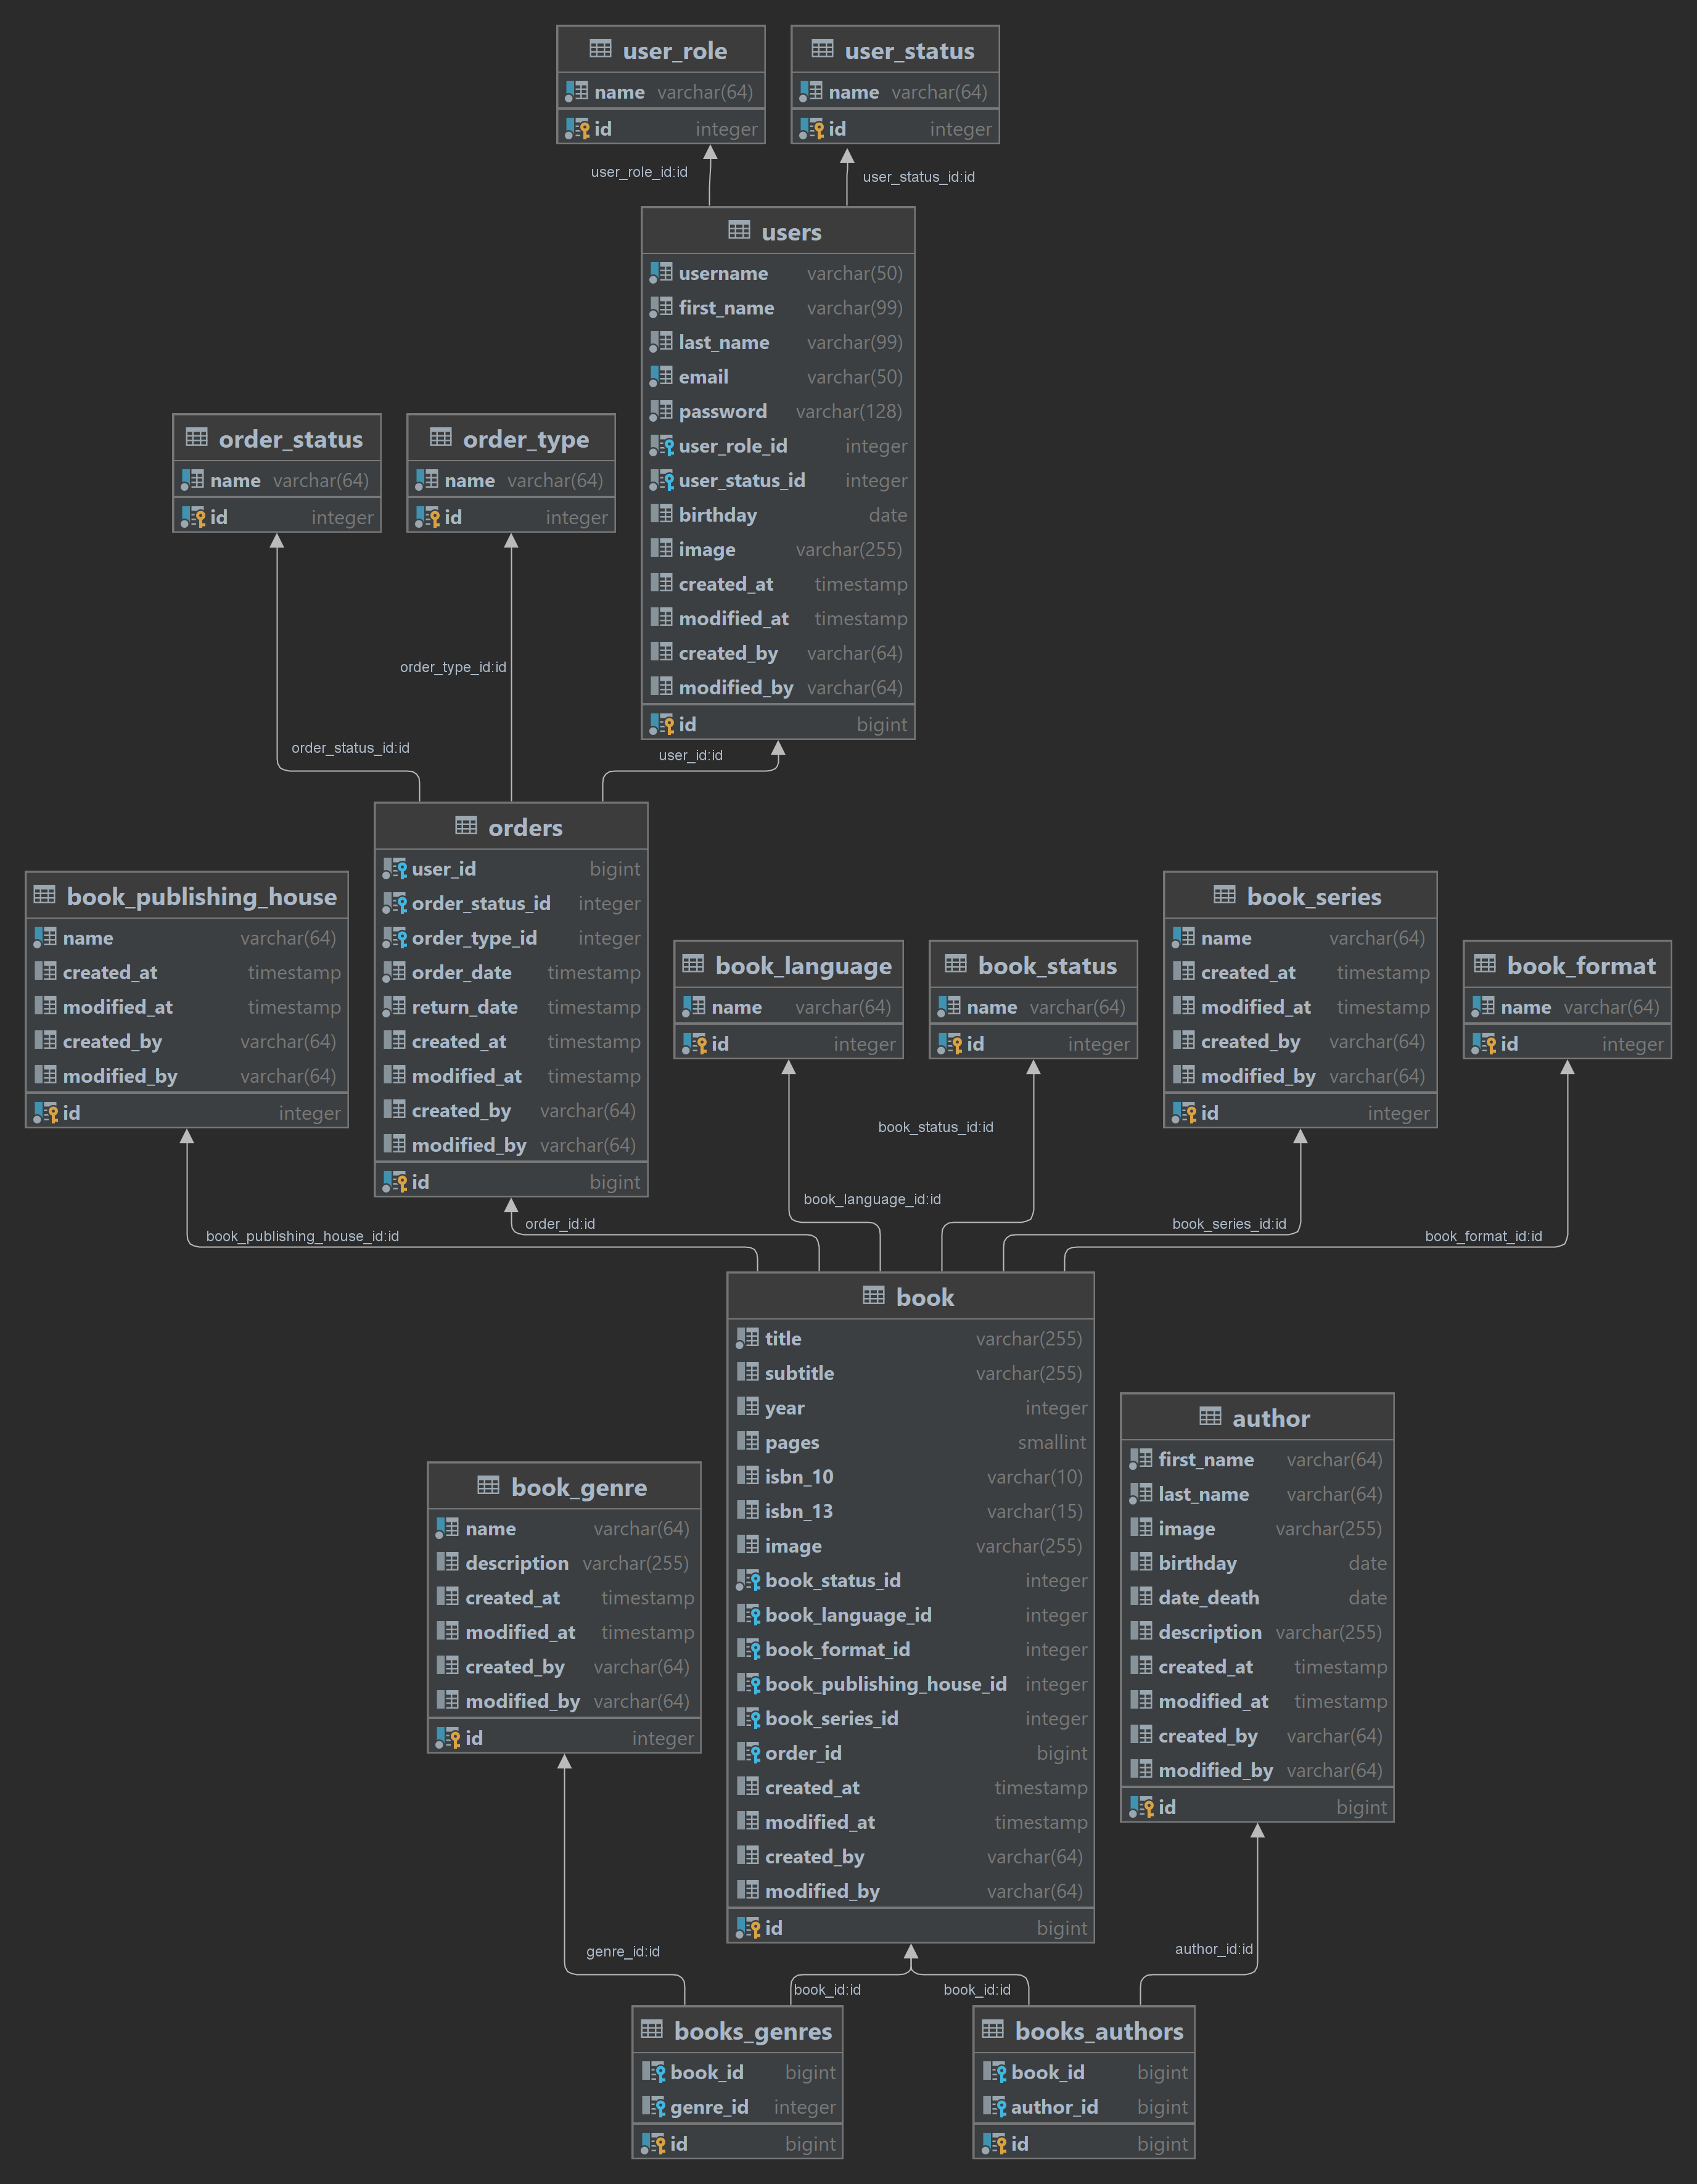 user_role
name varchar(64)
id integer
user_status
name varchar(64)
id integer
user_role_id:id
user_status_id:id
users
username varchar(50)
first_name varchar(99)
last_name varchar(99)
email varchar(50)
password varchar(128)
user_role_id integer
user_status_id integer
birthday date
image varchar(255)
created_at timestamp
modified_at timestamp
created_by varchar(64)
modified_by varchar(64)
id bigint
order_status
name varchar(64)
id integer
order_type
name varchar(64)
id integer
order_type_id:id
order_status_id:id
user_id:id
orders
user_id bigint
order_status_id integer
order_type_id integer
order_date timestamp
return_date timestamp
created_at timestamp
modified_at timestamp
created_by varchar(64)
modified_by varchar(64)
id bigint
book_publishing_house
name varchar(64)
created_at timestamp
modified_at timestamp
created_by varchar(64)
modified_by varchar(64)
id integer
book_language
name varchar(64)
id integer
book_status
name varchar(64)
id integer
book_series
name varchar(64)
created_at timestamp
modified_at timestamp
created_by varchar(64)
modified_by varchar(64)
id integer
book_format
name varchar(64)
id integer
book_status_id:id
book_language_id:id
order_id:id
book_series_id:id
book_publishing_house_id:id
book_format_id:id
book
title varchar(255)
subtitle varchar(255)
year integer
pages smallint
isbn_10 varchar(10)
isbn_13 varchar(15)
image varchar(255)
book_status_id integer
book_language_id integer
book_format_id integer
book_publishing_house_id integer
book_series_id integer
order_id bigint
created_at timestamp
modified_at timestamp
created_by varchar(64)
modified_by varchar(64)
id bigint
author
first_name varchar(64)
last_name varchar(64)
image varchar(255)
birthday date
date_death date
description varchar(255)
created_at timestamp
modified_at timestamp
created_by varchar(64)
modified_by varchar(64)
id bigint
book_genre
name varchar(64)
description varchar(255)
created_at timestamp
modified_at timestamp
created_by varchar(64)
modified_by varchar(64)
id integer
genre_id:id
author_id:id
book_id:id
book_id:id
books_genres
book_id bigint
genre_id integer
id bigint
books_authors
book_id bigint
author_id bigint
id bigint